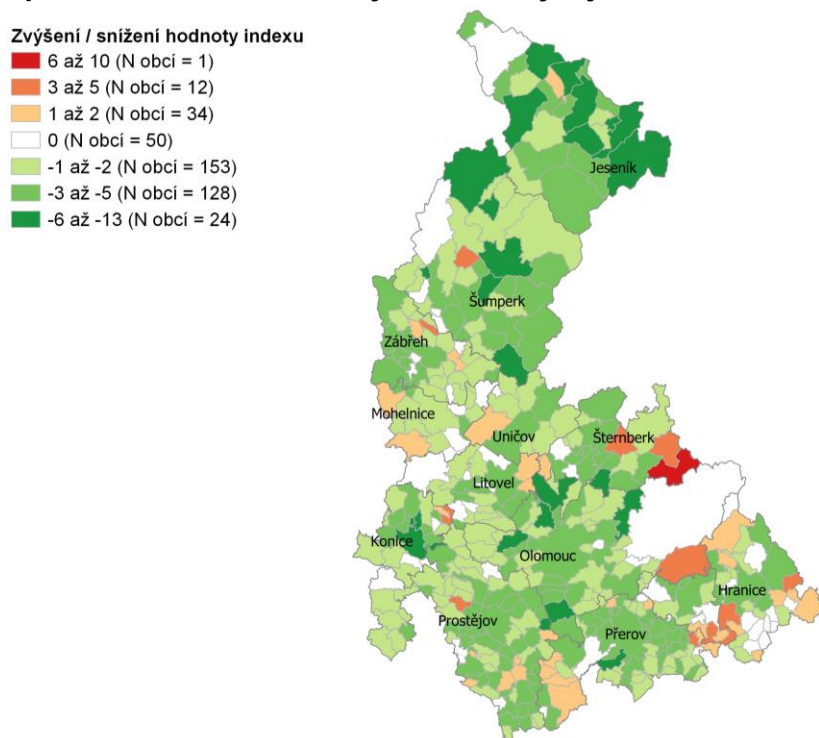 Zvýšení / snížení hodnoty indexu
6 až 10 (N obcí = 1)
3 až 5 (N obcí = 12)
1 až 2 (N obcí = 34)
0 (N obcí = 50)
-1 až -2 (N obcí = 153)
-3 až -5 (N obcí = 128)
-6 až -13 (N obcí = 24)
Jeseník
Šumperk
Zábřeh
Mohelnice
Uničov
Šternberk
Litovel
Konice
Olomouc
Hranice
Prostějov
Přerov